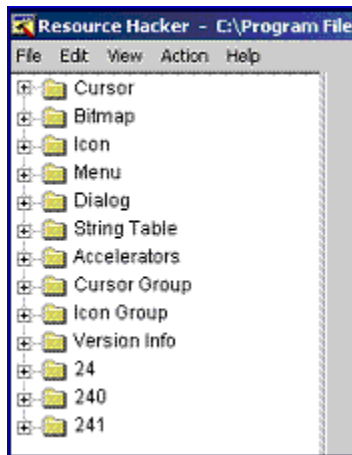 Resource Hacker - C:\Program File
File Edit View Action Help
Cursor
Bitmap
Icon
Menu
Dialog
String Table
Accelerators
Cursor Group
Icon Group
Version Info
24
240
241